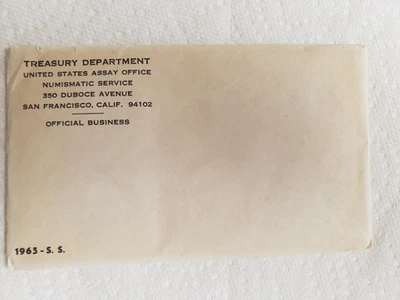 TREASURY DEPARTMENT
UNITED STATES ASSAY OFFICE
NUMISMATIC SERVICE
350 DUBOCE AVENUE
SAN FRANCISCO, CALIF. 94102
OFFICIAL BUSINESS
1965 - S. S.